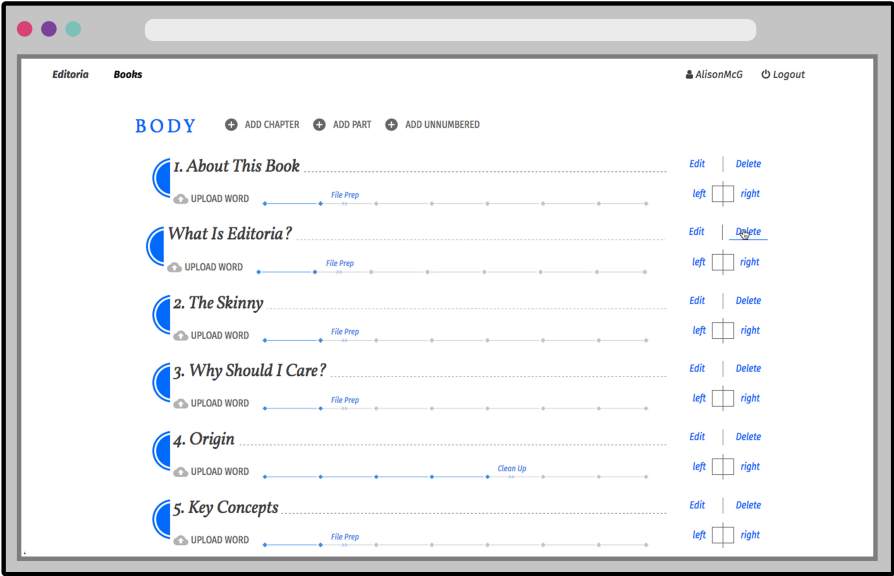 Editoria Books AlisonMcG Logout
BODY ADD CHAPTER ADD PART ADD UNNUMBERED
1. About This Book Edit Delete
UPLOAD WORD File Prep left right
What Is Editoria? Edit Delete
UPLOAD WORD File Prep left right
2. The Skinny Edit Delete
UPLOAD WORD File Prep left right
3. Why Should I Care? Edit Delete
UPLOAD WORD File Prep left right
4. Origin Edit Delete
UPLOAD WORD Clean Up left right
5. Key Concepts Edit Delete
UPLOAD WORD File Prep left right